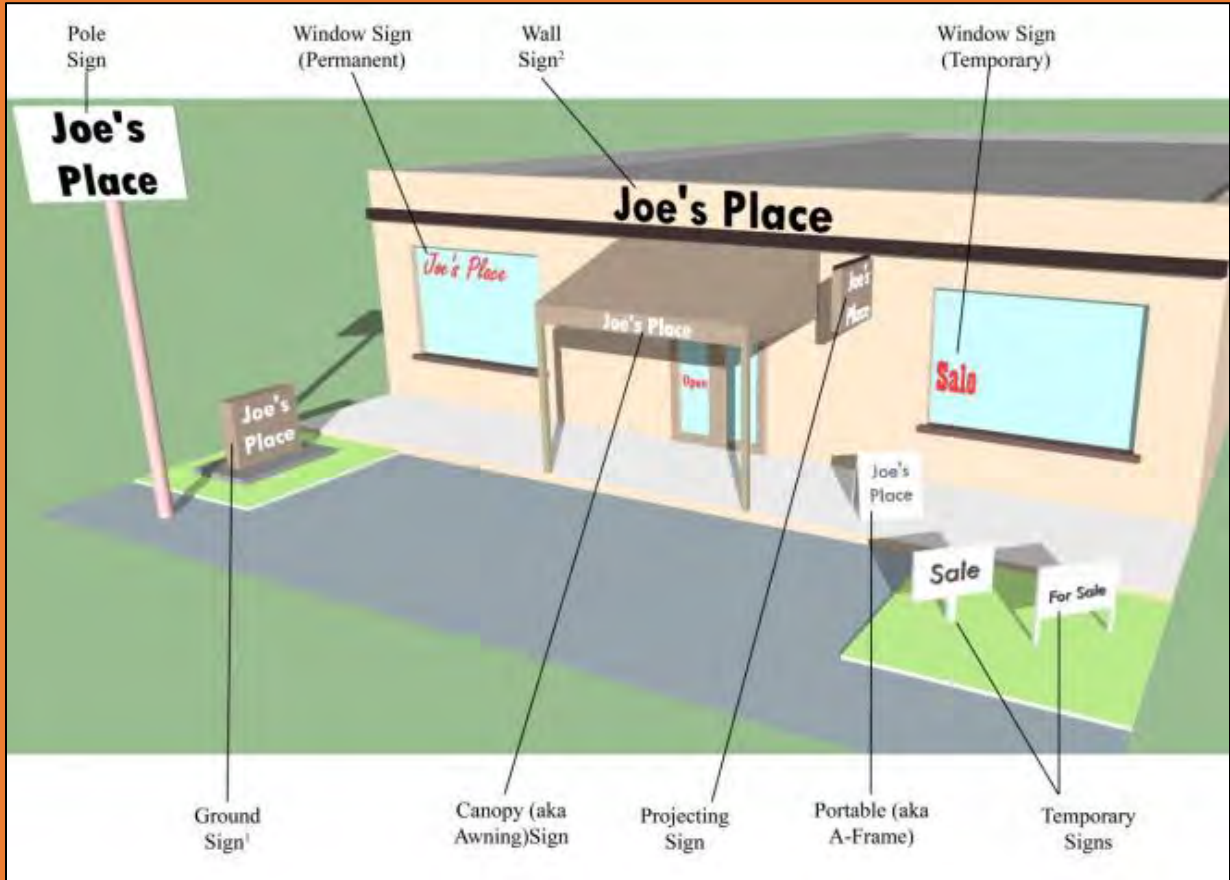 Pole
Sign
Window Sign
(Permanent)
Wall
Sign²
Window Sign
(Temporary)
Joe's
Place
Joe's Place
Joe's Place
Joe's
Place
Joe's Place
Open
Sale
Joe's
Place
Joe's
Place
Sale
For Sale
Ground
Sign¹
Canopy (aka
Awning)Sign
Projecting
Sign
Portable (aka
A-Frame)
Temporary
Signs